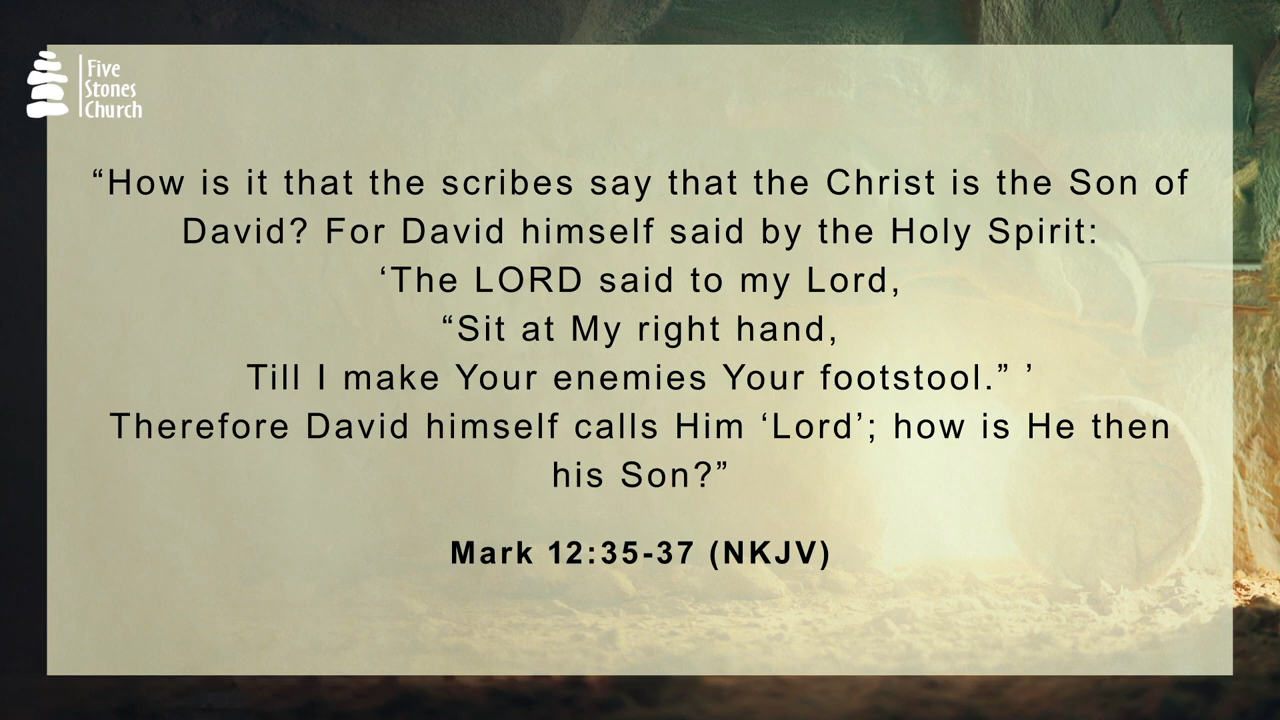 Five
Stones
Church
“How is it that the scribes say that the Christ is the Son of
David? For David himself said by the Holy Spirit:
‘The LORD said to my Lord,
“Sit at My right hand,
Till I make Your enemies Your footstool.” ’
Therefore David himself calls Him ‘Lord’; how is He then
his Son?”
Mark 12:35-37 (NKJV)